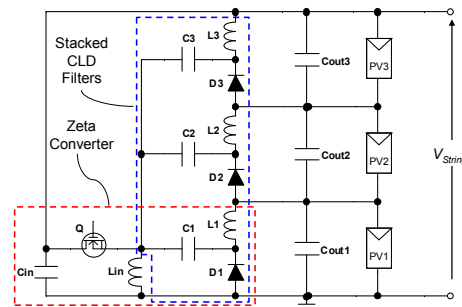 Stacked
CLD
Filters
Zeta
Converter
C3
L3
D3
Cout3
PV3
C2
L2
D2
Cout2
PV2
VStrin
Q
C1
L1
D1
Cout1
PV1
Cin
Lin